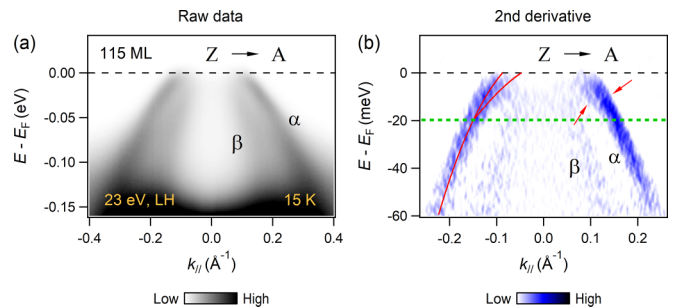 Raw data
2nd derivative
(a)
115 ML
Z → A
(b)
Z → A
0.00
-0.05
-0.10
-0.15
E - EF (eV)
β
α
23 eV, LH
15 K
-0.4
-0.2
0.0
0.2
0.4
k// (Å-1)
Low
High
0
-20
-40
-60
E - EF (meV)
β
α
-0.2
-0.1
0.0
0.1
0.2
k// (Å-1)
Low
High